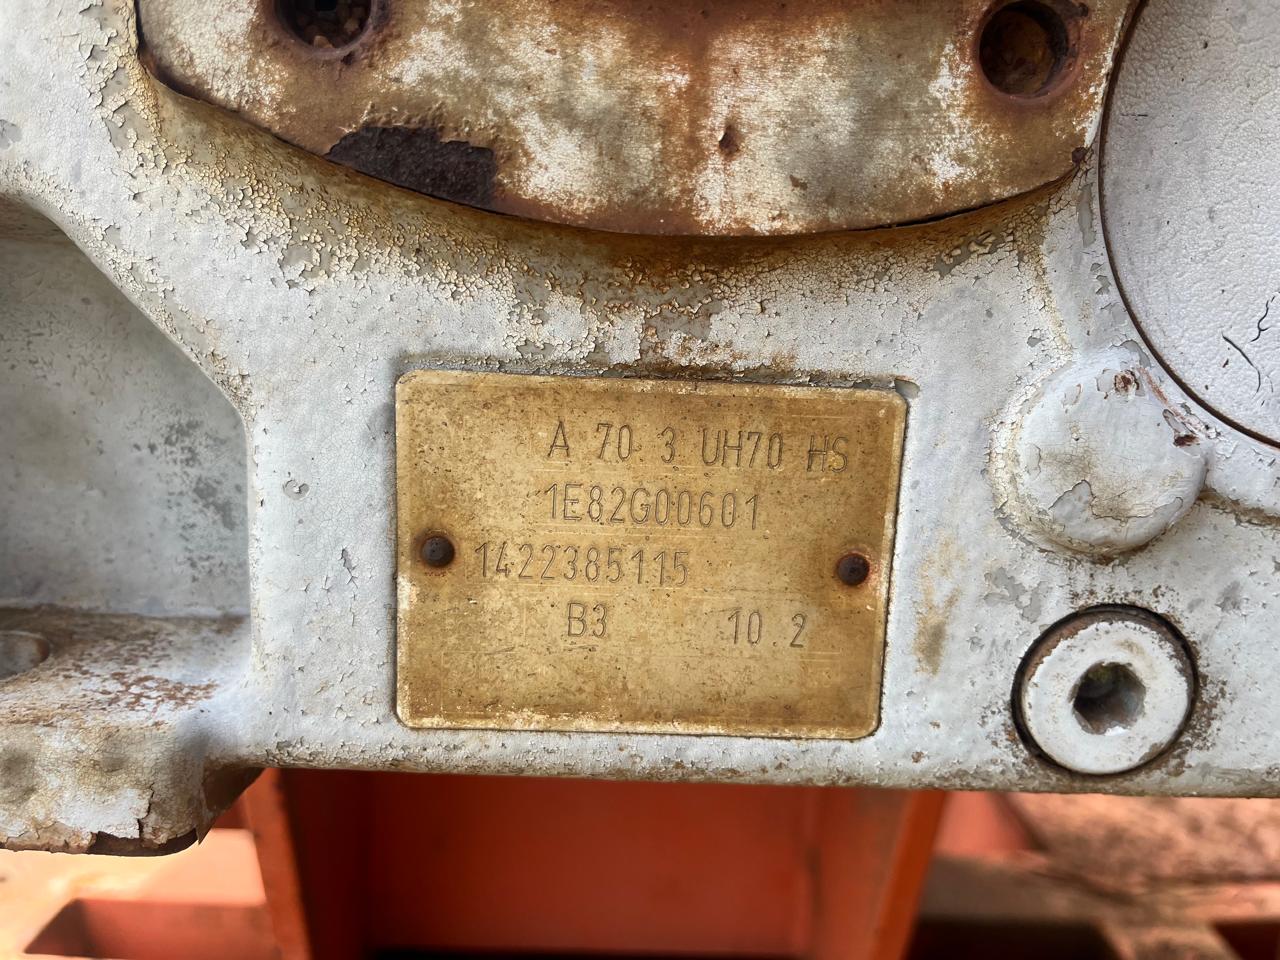 A 70 3 UH70 HS
1E82G00601
1422385115
B3 10.2